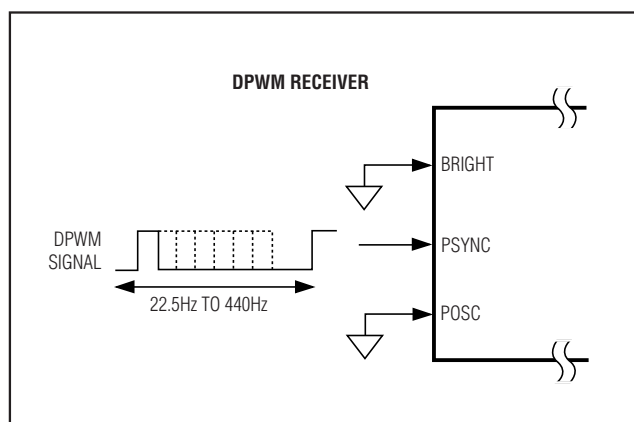 DPWM RECEIVER
BRIGHT
DPWM
SIGNAL
PSYNC
22.5Hz TO 440Hz
POSC